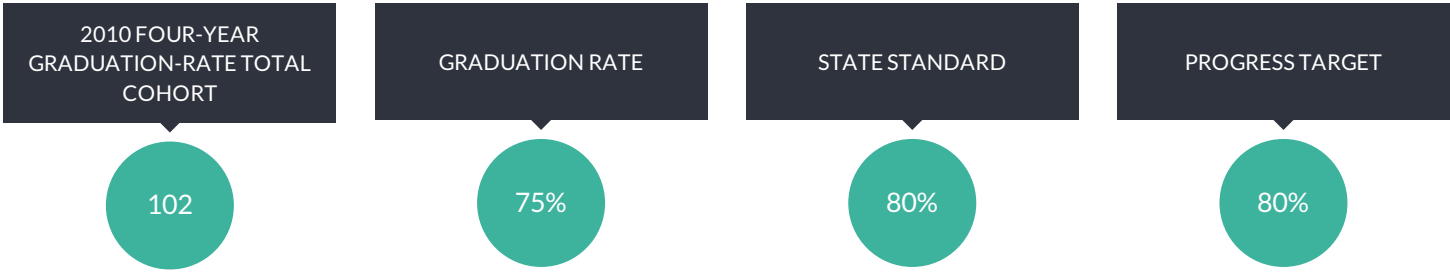 2010 FOUR-YEAR
GRADUATION-RATE TOTAL
COHORT
102
GRADUATION RATE
75%
STATE STANDARD
80%
PROGRESS TARGET
80%